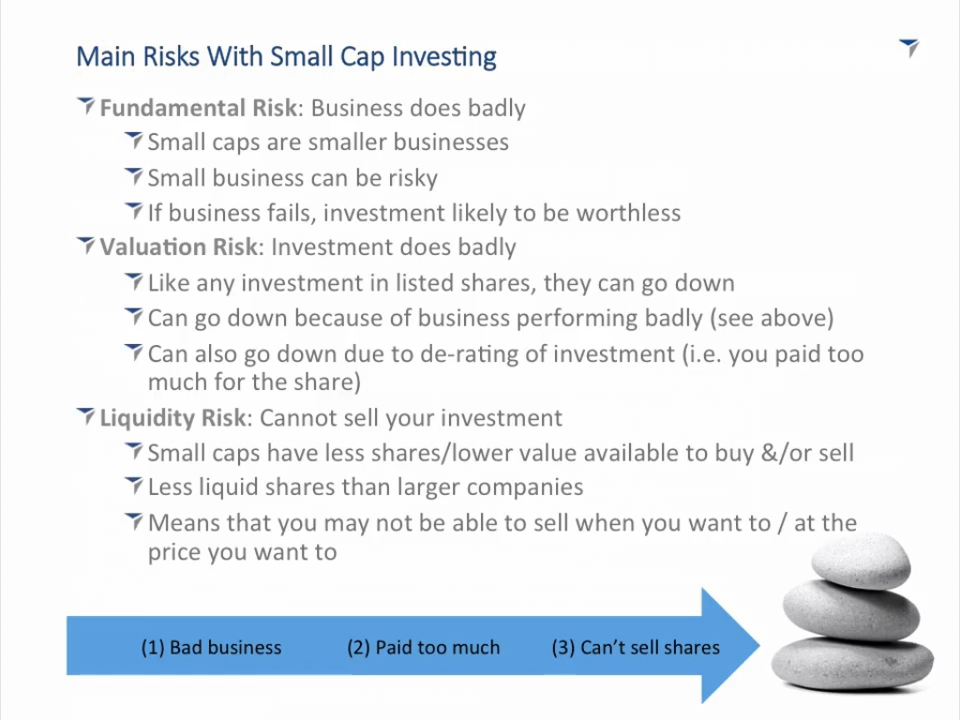 Main Risks With Small Cap Investing
Fundamental Risk: Business does badly
Small caps are smaller businesses
Small business can be risky
If business fails, investment likely to be worthless
Valuation Risk: Investment does badly
Like any investment in listed shares, they can go down
Can go down because of business performing badly (see above)
Can also go down due to de-rating of investment (i.e. you paid too
much for the share)
Liquidity Risk: Cannot sell your investment
Small caps have less shares/lower value available to buy &/or sell
Less liquid shares than larger companies
Means that you may not be able to sell when you want to / at the
price you want to
(1) Bad business (2) Paid too much (3) Can’t sell shares